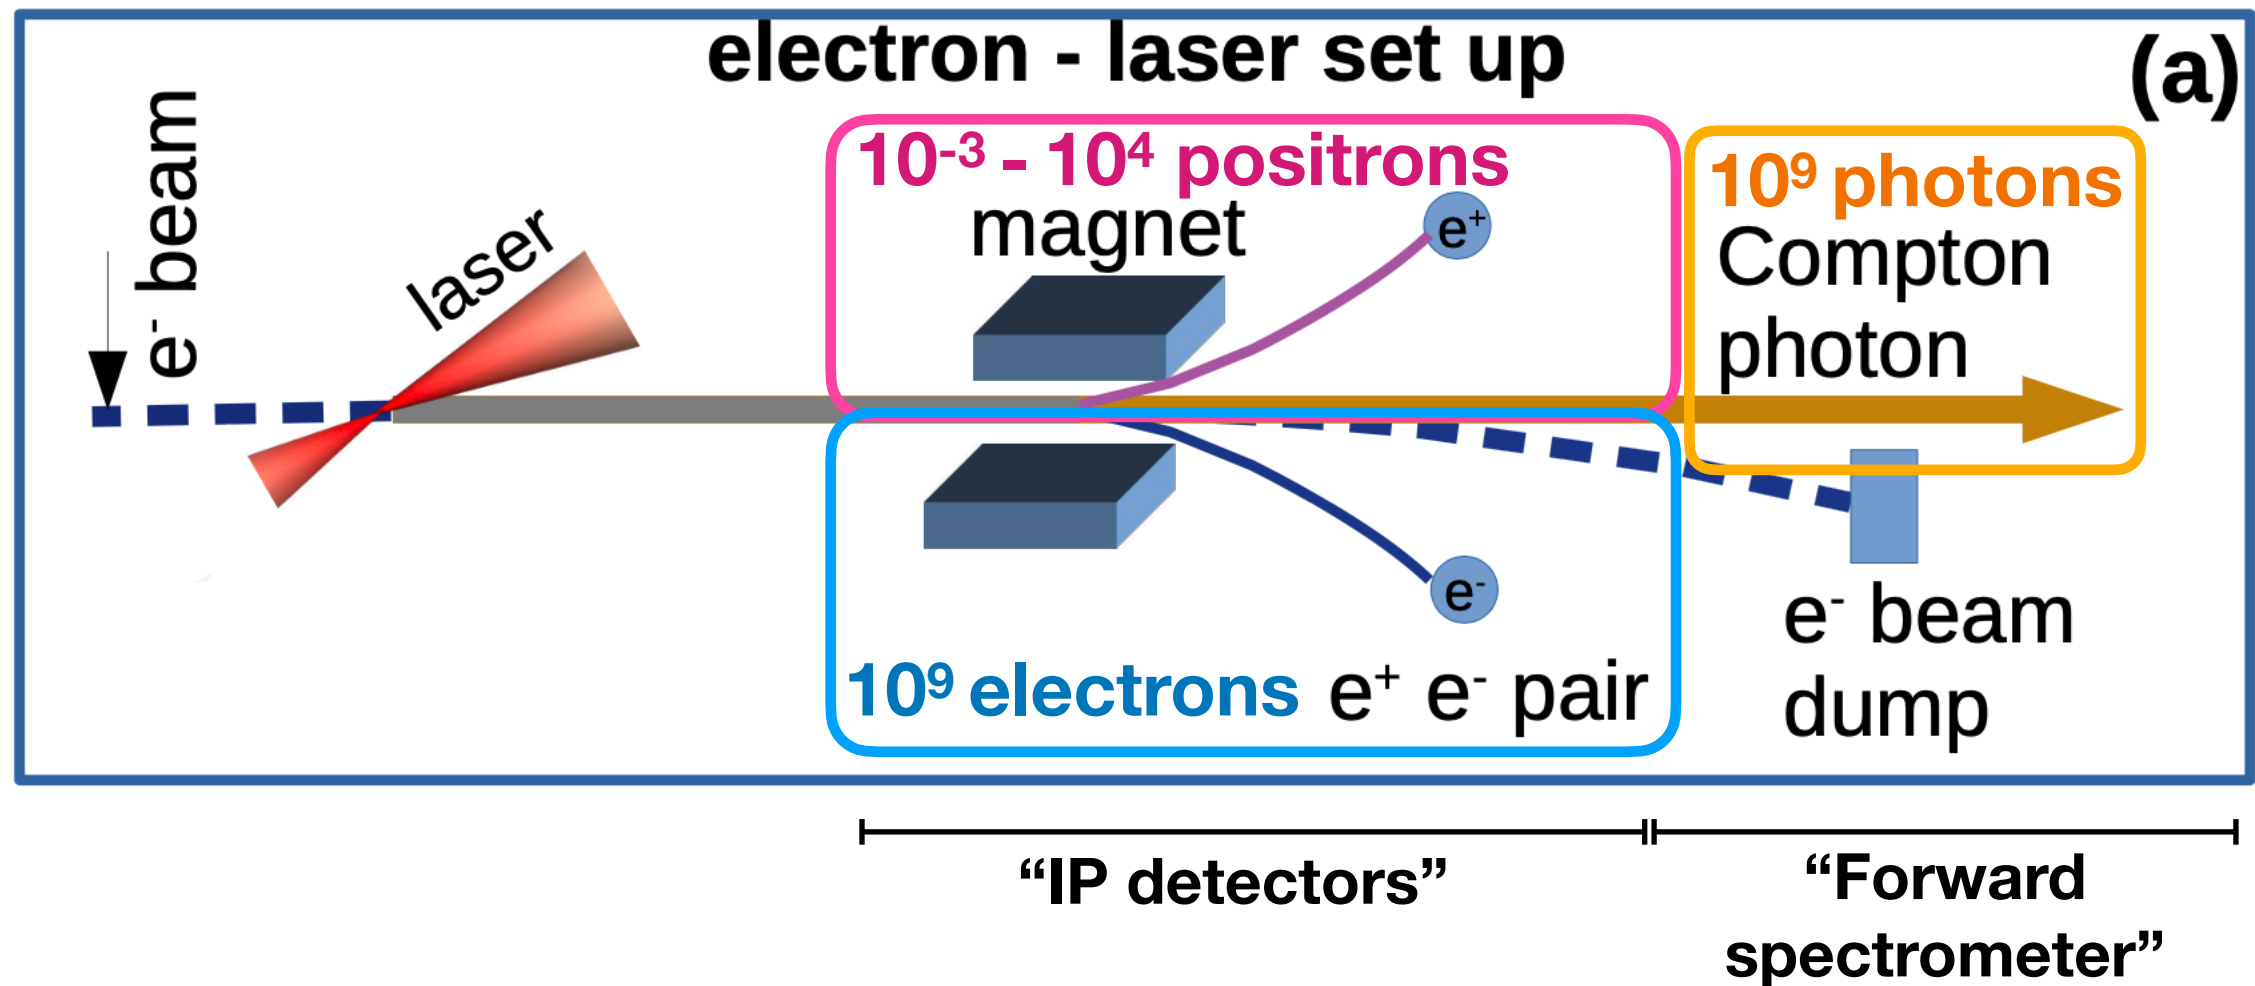 electron - laser set up
(a)
e⁻ beam
laser
10⁻³ - 10⁴ positrons
magnet
e⁺
10⁹ photons
Compton
photon
e⁻
10⁹ electrons
e⁺ e⁻ pair
e⁻ beam
dump
“IP detectors”
“Forward
spectrometer”